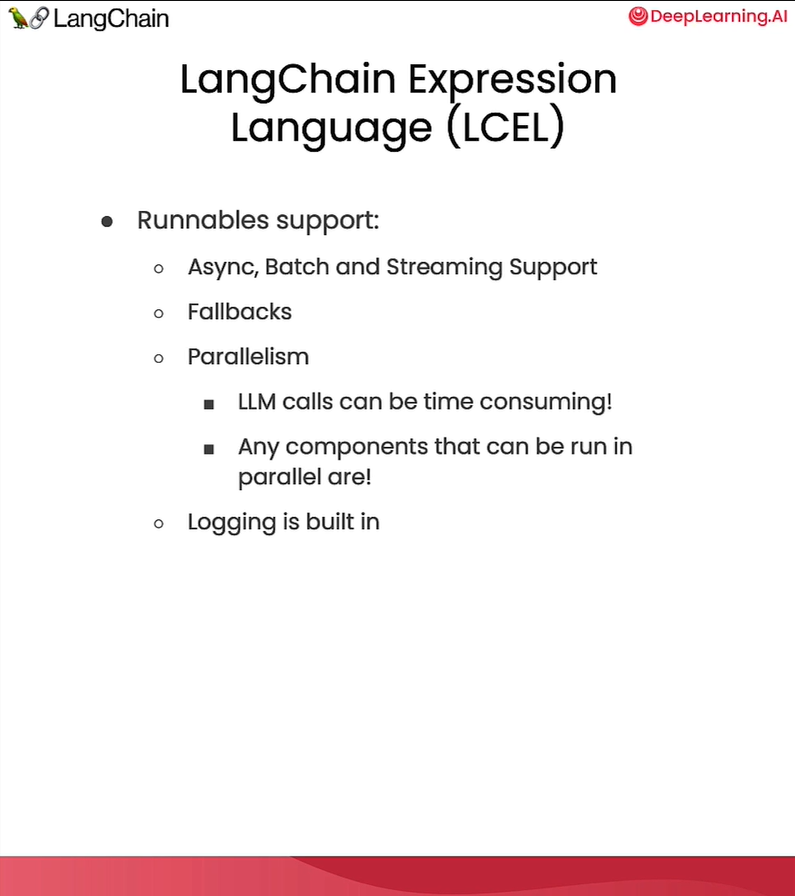 LangChain
DeepLearning.AI
LangChain Expression
Language (LCEL)
● Runnables support:
○ Async, Batch and Streaming Support
○ Fallbacks
○ Parallelism
■ LLM calls can be time consuming!
■ Any components that can be run in
parallel are!
○ Logging is built in